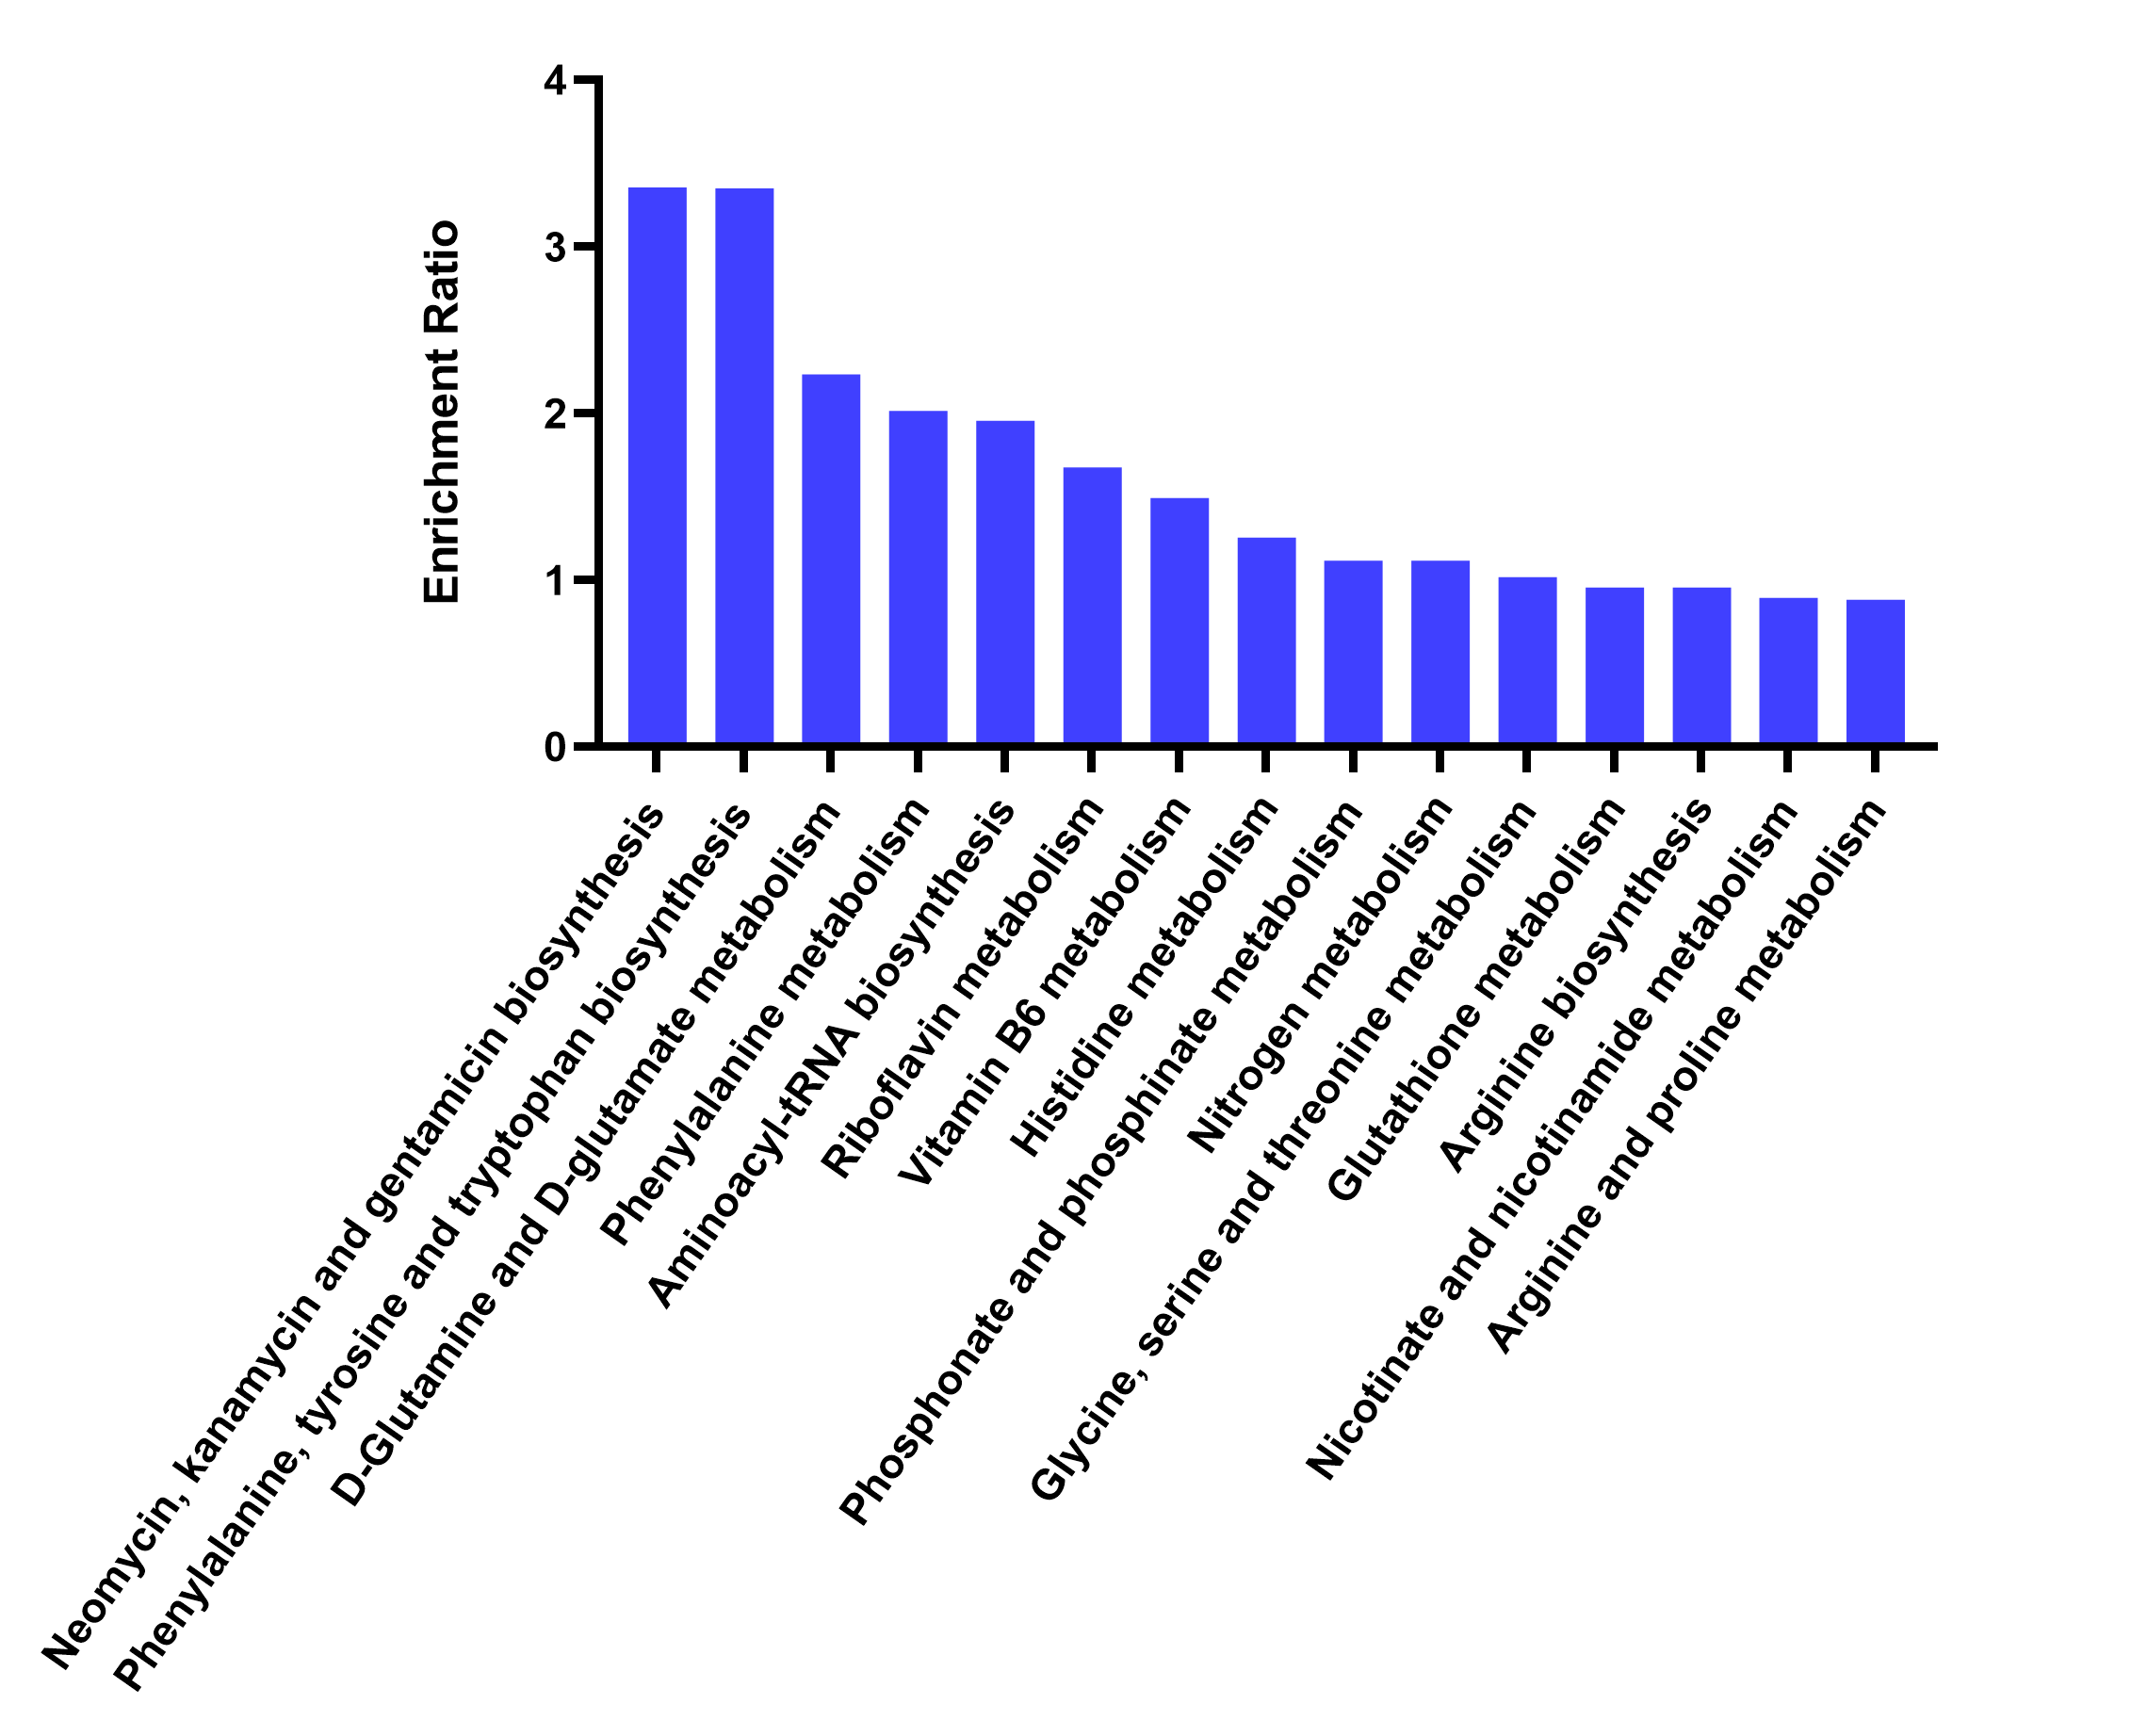 Enrichment Ratio
4
3
2
1
0
Neomycin, kanamycin and gentamicin biosynthesis
Phenylalanine, tyrosine and tryptophan biosynthesis
D-Glutamine and D-glutamate metabolism
Phenylalanine metabolism
Aminoacyl-tRNA biosynthesis
Riboflavin metabolism
Vitamin B6 metabolism
Histidine metabolism
Phosphonate and phosphinate metabolism
Nitrogen metabolism
Glycine, serine and threonine metabolism
Glutathione metabolism
Arginine biosynthesis
Nicotinate and nicotinamide metabolism
Arginine and proline metabolism